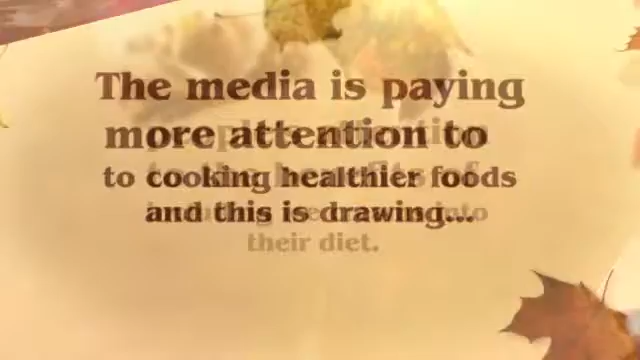 The media is paying
more attention to
to cooking healthier foods
and this is drawing...
their diet.